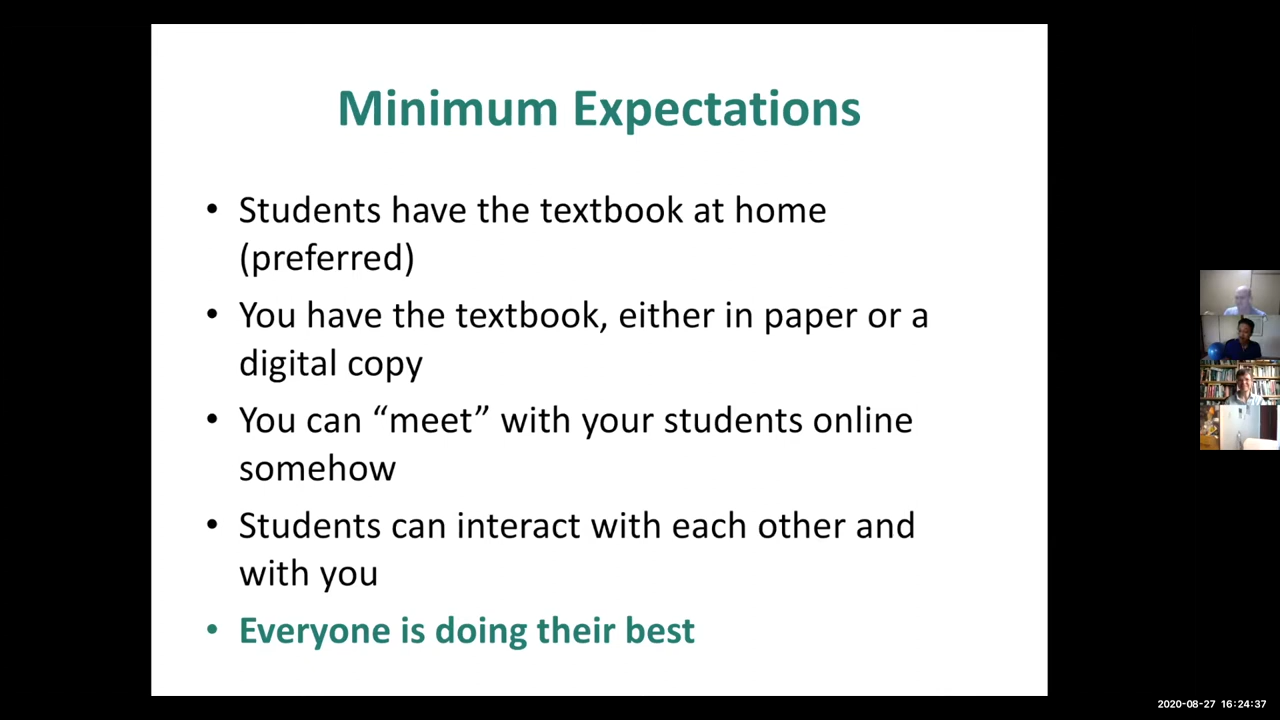 Minimum Expectations
• Students have the textbook at home
(preferred)
• You have the textbook, either in paper or a
digital copy
• You can “meet” with your students online
somehow
• Students can interact with each other and
with you
• Everyone is doing their best
2020-08-27 16:24:37